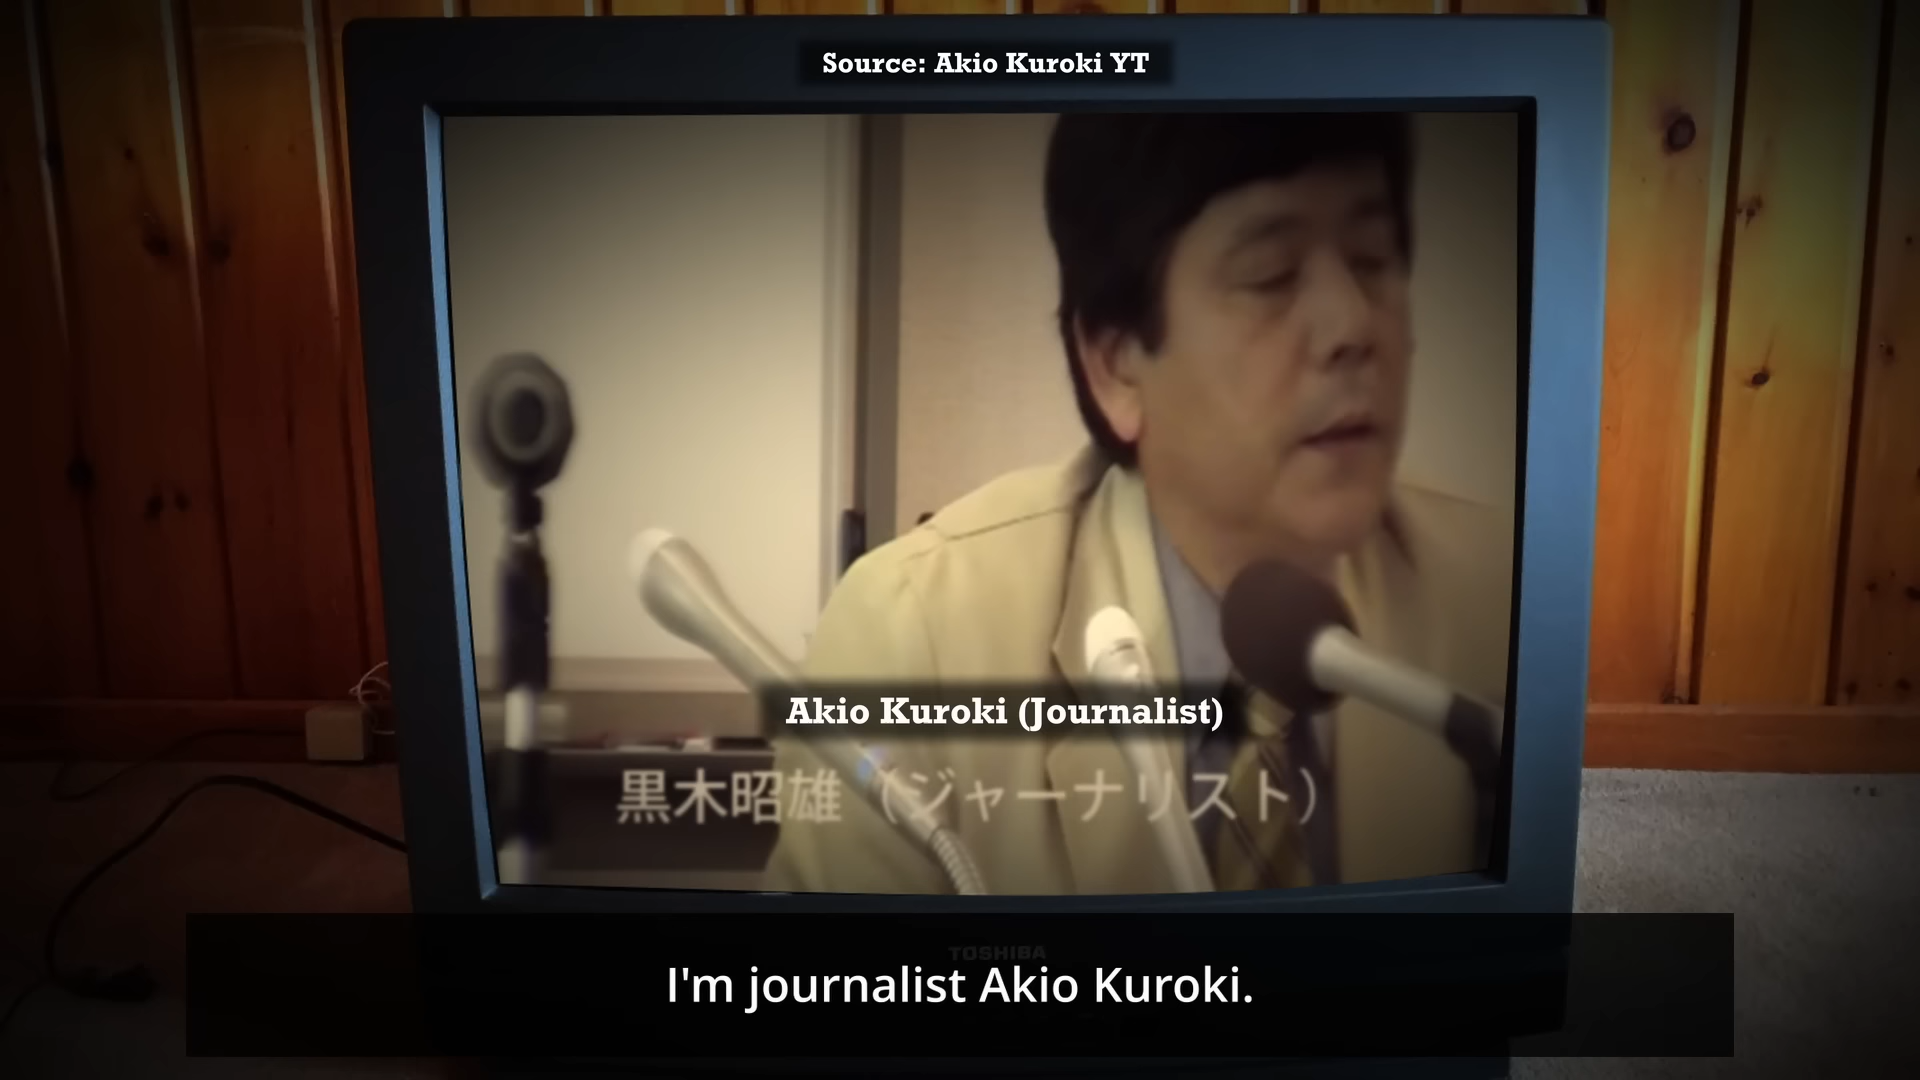 Source: Akio Kuroki YT
Akio Kuroki (Journalist)
黒木昭雄（ジャーナリスト）
TOSHIBA
I'm journalist Akio Kuroki.